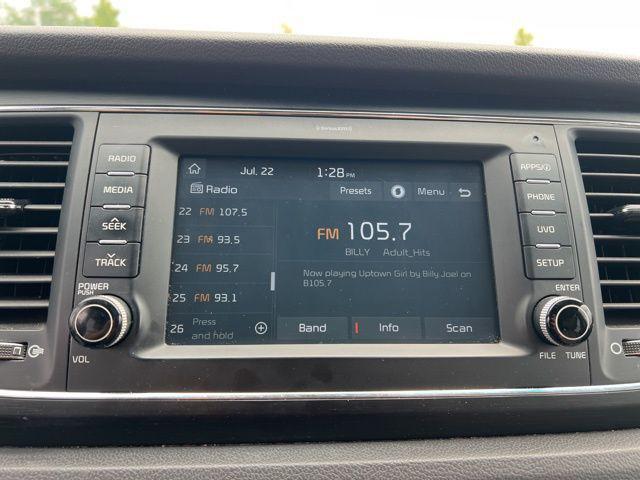 SiriusXM
RADIO
MEDIA
SEEK
TRACK
POWER
PUSH
VOL
Jul. 22
1:28 PM
Radio
Presets
Menu
22 FM 107.5
23 FM 93.5
24 FM 95.7
25 FM 93.1
26 Press
and hold
FM 105.7
BILLY Adult_Hits
Now playing Uptown Girl by Billy Joel on
B105.7
Band
Info
Scan
APPS/i
PHONE
UVO
SETUP
ENTER
FILE TUNE